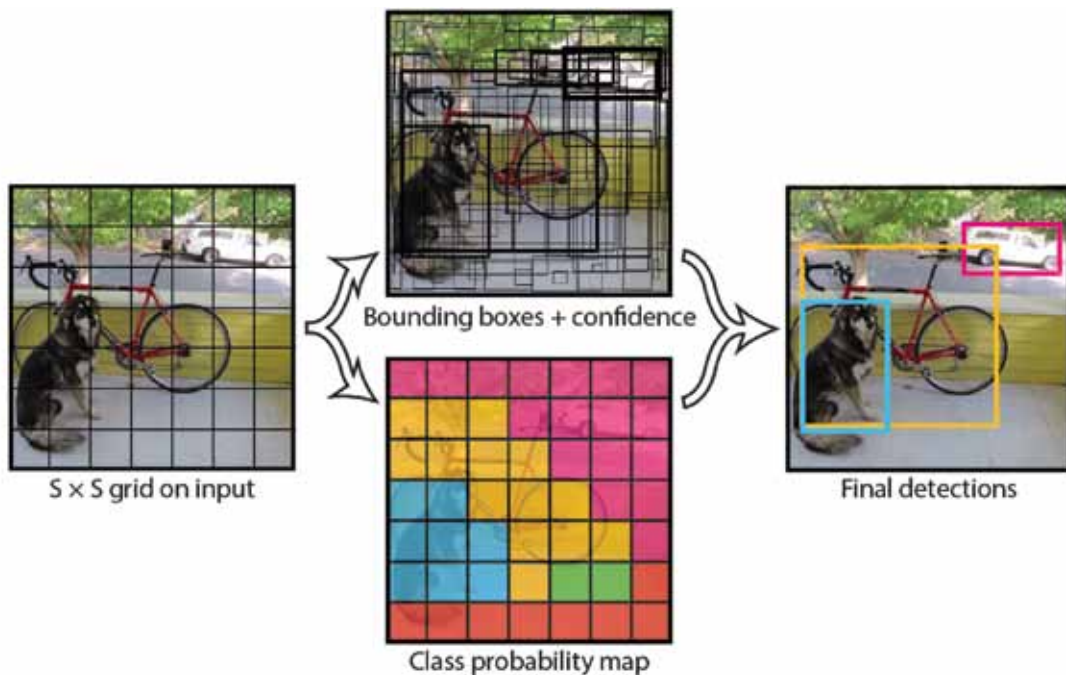 S × S grid on input
Bounding boxes + confidence
Class probability map
Final detections